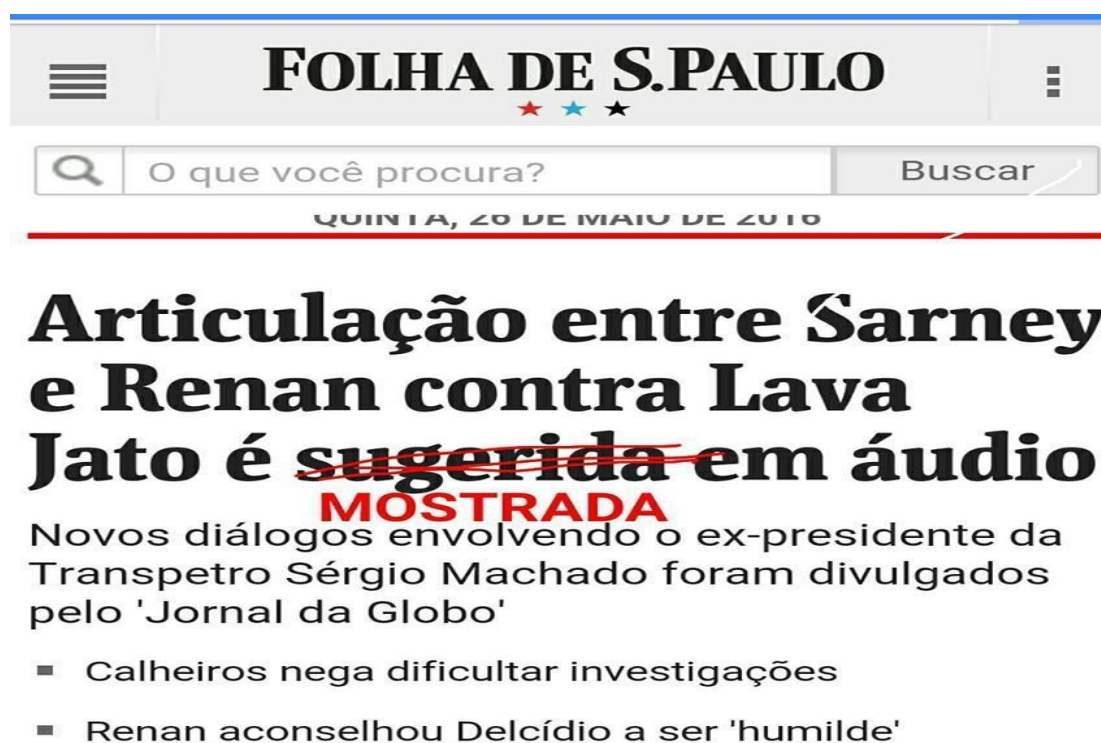 FOLHA DE S.PAULO
O que você procura?
Buscar
QUINTA, 26 DE MAIO DE 2016
Articulação entre Sarney
e Renan contra Lava
Jato é sugerida em áudio
MOSTRADA
Novos diálogos envolvendo o ex-presidente da
Transpetro Sérgio Machado foram divulgados
pelo 'Jornal da Globo'
Calheiros nega dificultar investigações
Renan aconselhou Delcídio a ser 'humilde'